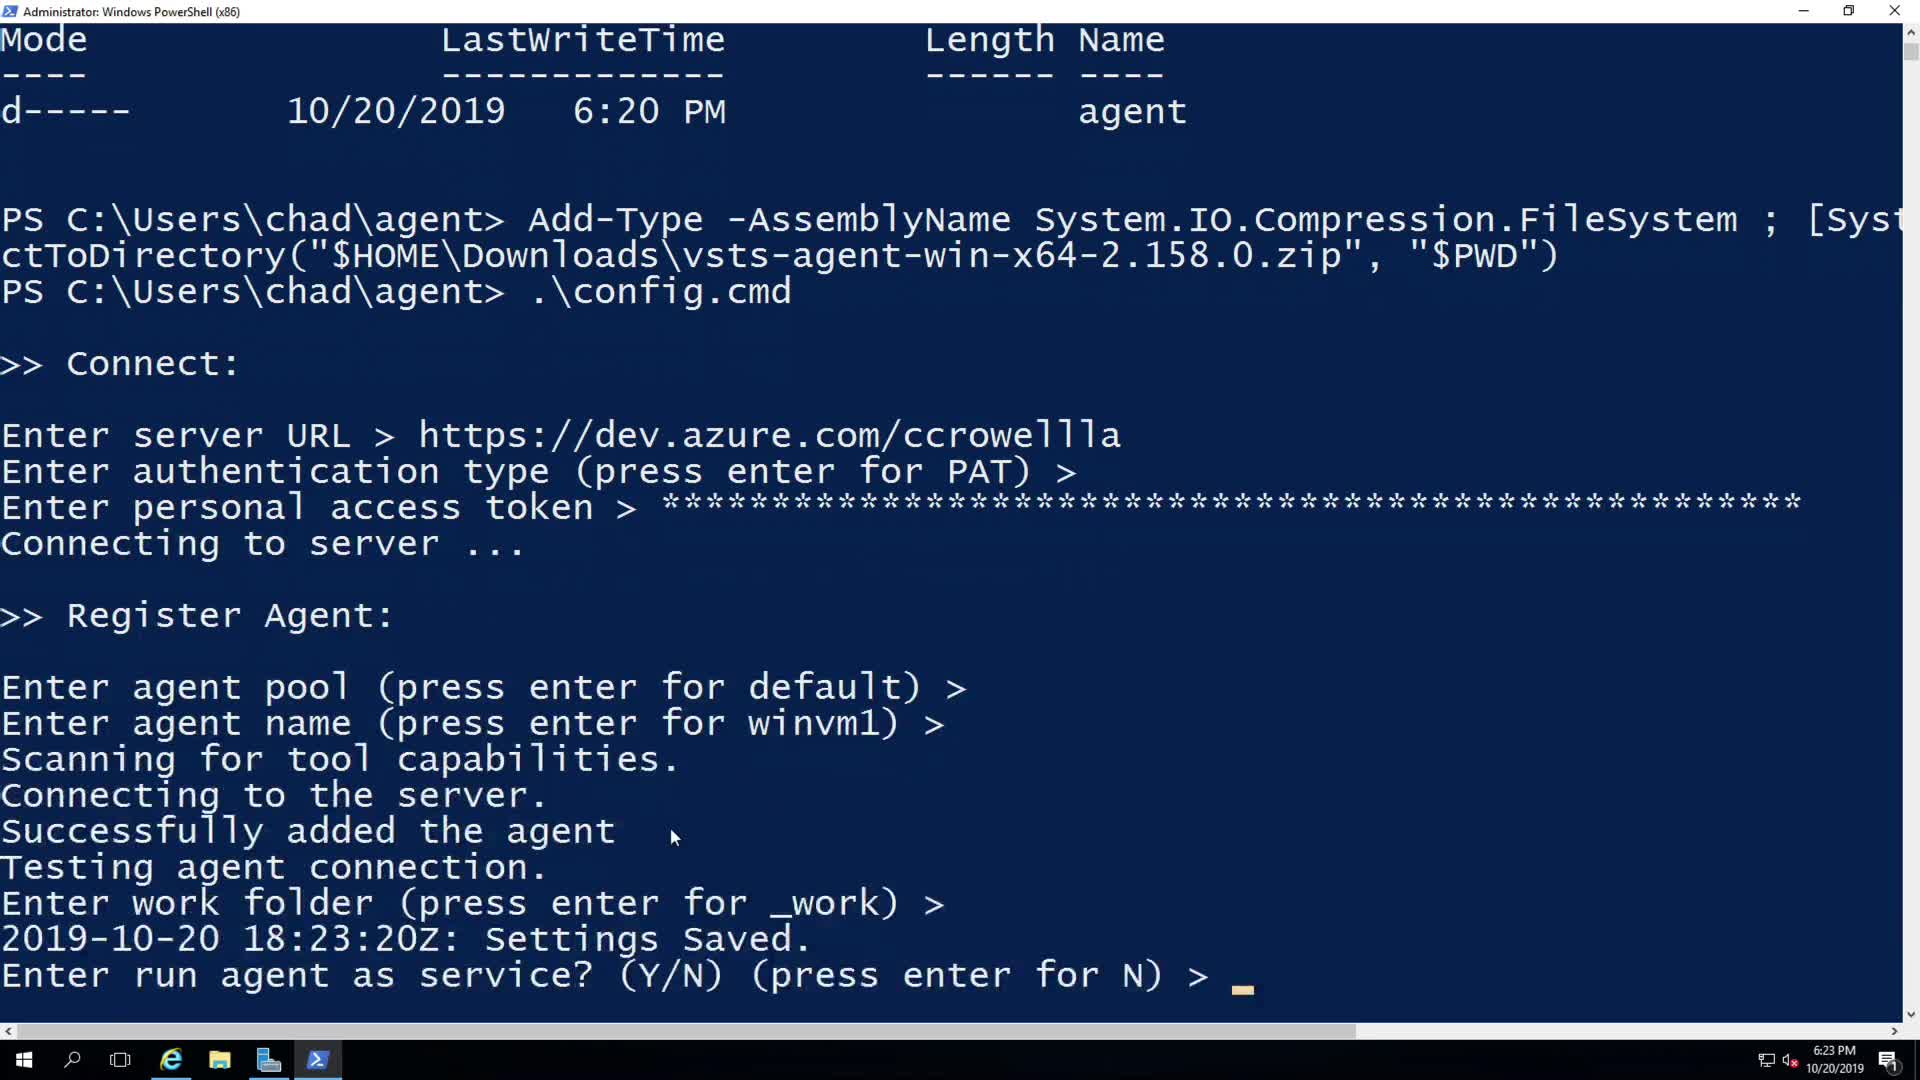 Administrator: Windows PowerShell (x86)
Mode LastWriteTime Length Name
---- ------------- ------ ----
d----- 10/20/2019 6:20 PM agent
PS C:\Users\chad\agent> Add-Type -AssemblyName System.IO.Compression.FileSystem ; [Syst
ctToDirectory("$HOME\Downloads\vsts-agent-win-x64-2.158.0.zip", "$PWD")
PS C:\Users\chad\agent> .\config.cmd
>> Connect:
Enter server URL > https://dev.azure.com/ccrowellla
Enter authentication type (press enter for PAT) >
Enter personal access token > ****************************************************
Connecting to server ...
>> Register Agent:
Enter agent pool (press enter for default) >
Enter agent name (press enter for winvm1) >
Scanning for tool capabilities.
Connecting to the server.
Successfully added the agent
Testing agent connection.
Enter work folder (press enter for _work) >
2019-10-20 18:23:20Z: Settings Saved.
Enter run agent as service? (Y/N) (press enter for N) >
6:23 PM
10/20/2019
1